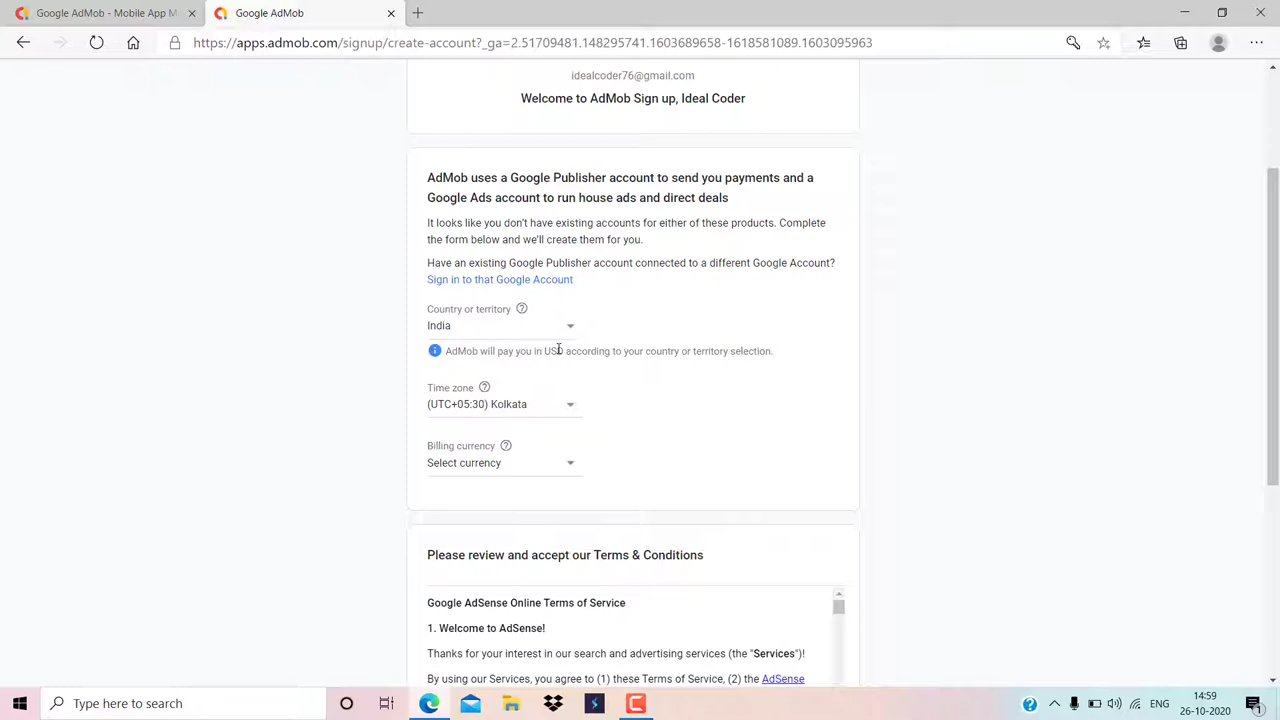 Google AdMob - Mobile App M
Google AdMob
https://apps.admob.com/signup/create-account?_ga=2.51709481.148295741.1603689658-1618581089.1603095963
idealcoder76@gmail.com
Welcome to AdMob Sign up, Ideal Coder
AdMob uses a Google Publisher account to send you payments and a
Google Ads account to run house ads and direct deals
It looks like you don't have existing accounts for either of these products. Complete
the form below and we'll create them for you.
Have an existing Google Publisher account connected to a different Google Account?
Sign in to that Google Account
Country or territory
India
AdMob will pay you in USD according to your country or territory selection.
Time zone
(UTC+05:30) Kolkata
Billing currency
Select currency
Please review and accept our Terms & Conditions
Google AdSense Online Terms of Service
1. Welcome to AdSense!
Thanks for your interest in our search and advertising services (the "Services")!
By using our Services, you agree to (1) these Terms of Service, (2) the AdSense
Type here to search
ENG
14:59
26-10-2020
1